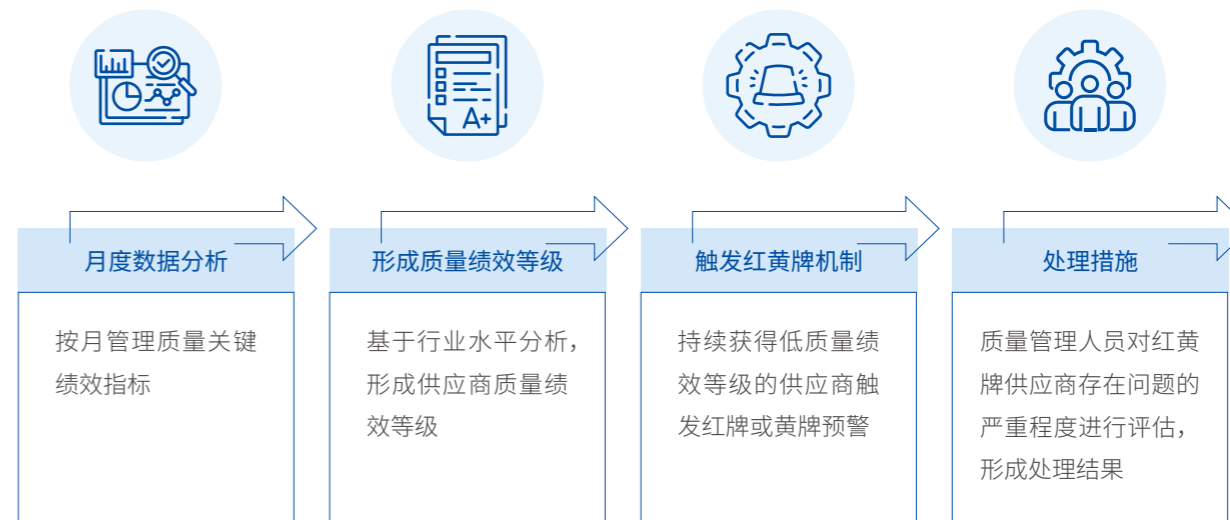 A+
月度数据分析
按月管理质量关键
绩效指标
形成质量绩效等级
基于行业水平分析，
形成供应商质量绩
效等级
触发红黄牌机制
持续获得低质量绩
效等级的供应商触
发红牌或黄牌预警
处理措施
质量管理人员对红黄
牌供应商存在问题的
严重程度进行评估，
形成处理结果